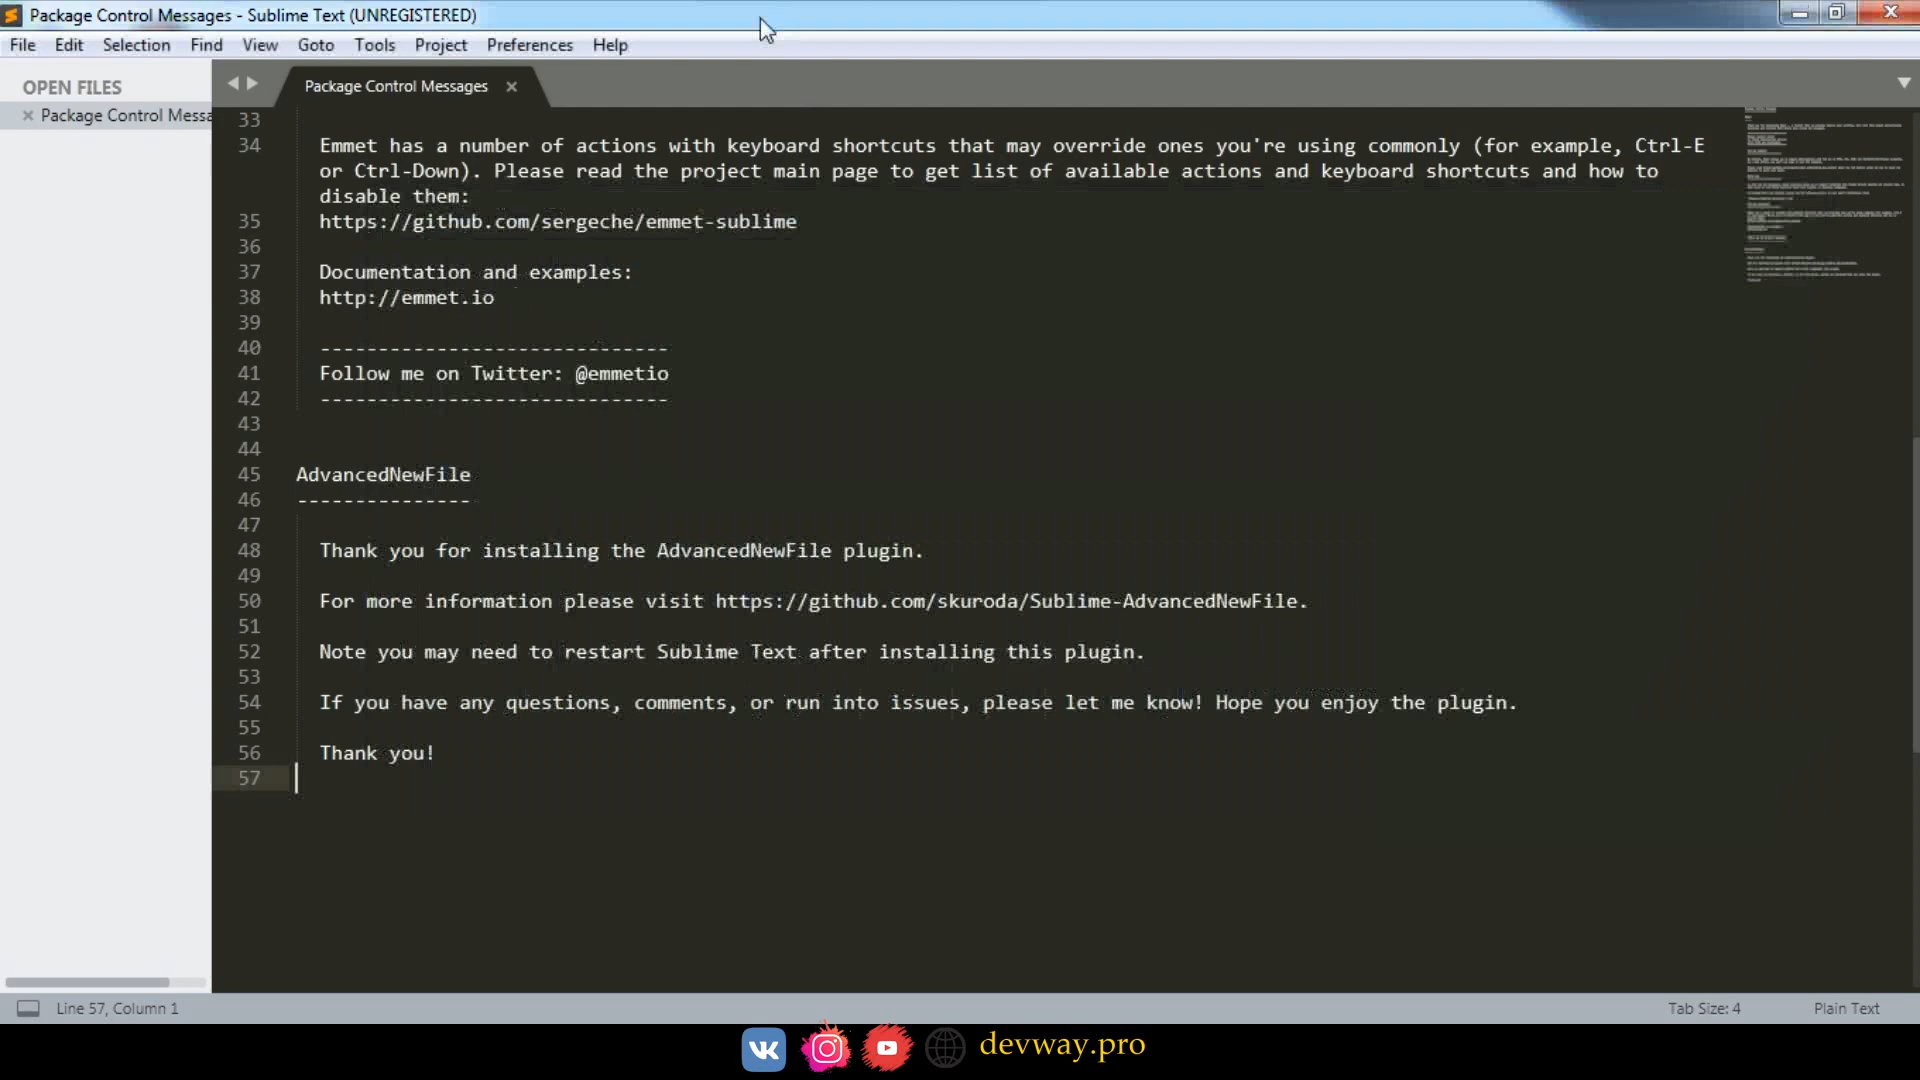 Package Control Messages - Sublime Text (UNREGISTERED)
File Edit Selection Find View Goto Tools Project Preferences Help
OPEN FILES
Package Control Messa
Package Control Messages
33
34 Emmet has a number of actions with keyboard shortcuts that may override ones you're using commonly (for example, Ctrl-E
or Ctrl-Down). Please read the project main page to get list of available actions and keyboard shortcuts and how to
disable them:
35 https://github.com/sergeche/emmet-sublime
36
37 Documentation and examples:
38 http://emmet.io
39
40 ------------------------------
41 Follow me on Twitter: @emmetio
42 ------------------------------
43
44
45 AdvancedNewFile
46 ---------------
47
48 Thank you for installing the AdvancedNewFile plugin.
49
50 For more information please visit https://github.com/skuroda/Sublime-AdvancedNewFile.
51
52 Note you may need to restart Sublime Text after installing this plugin.
53
54 If you have any questions, comments, or run into issues, please let me know! Hope you enjoy the plugin.
55
56 Thank you!
57
Line 57, Column 1
Tab Size: 4
Plain Text
devway.pro